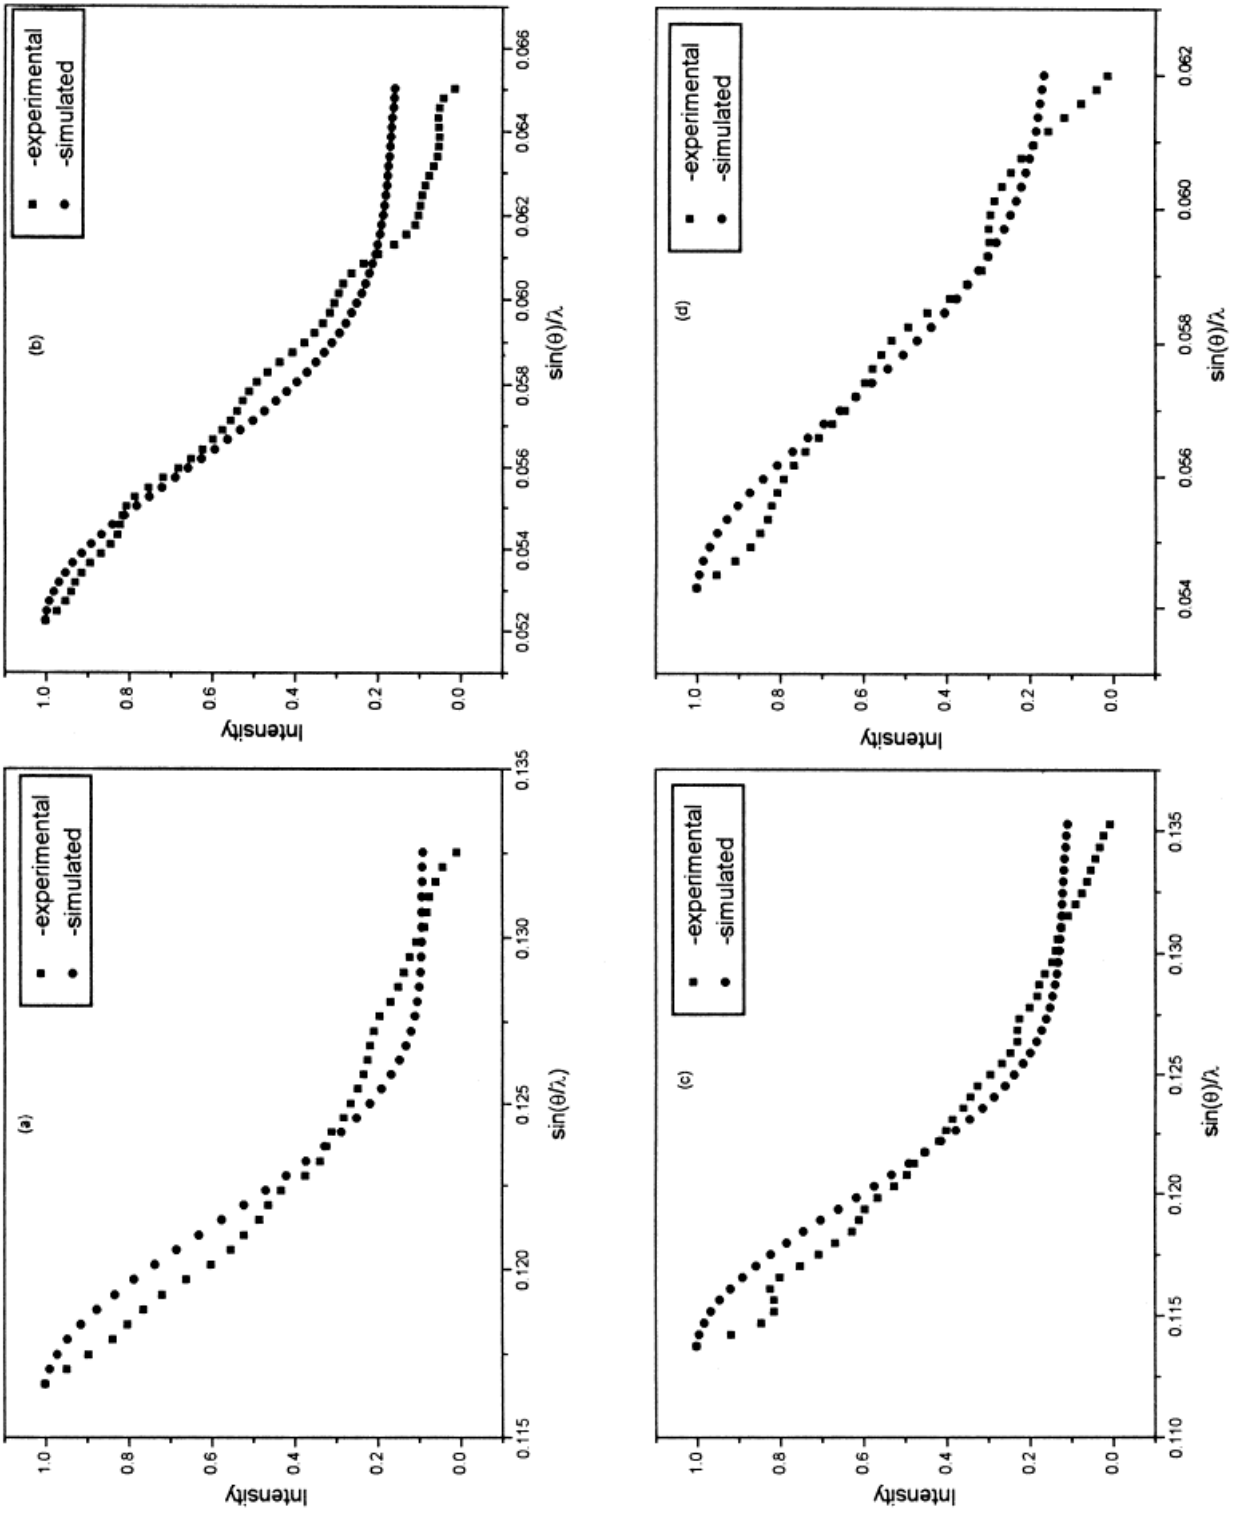 (a)
-experimental
-simulated
1.0
0.8
0.6
0.4
0.2
0.0
Intensity
0.115 0.120 0.125 0.130 0.135
sin(θ/λ)
(b)
-experimental
-simulated
1.0
0.8
0.6
0.4
0.2
0.0
Intensity
0.052 0.054 0.056 0.058 0.060 0.062 0.064 0.066
sin(θ)/λ
(c)
-experimental
-simulated
1.0
0.8
0.6
0.4
0.2
0.0
Intensity
0.110 0.115 0.120 0.125 0.130 0.135
sin(θ)/λ
(d)
-experimental
-simulated
1.0
0.8
0.6
0.4
0.2
0.0
Intensity
0.054 0.056 0.058 0.060 0.062
sin(θ)/λ